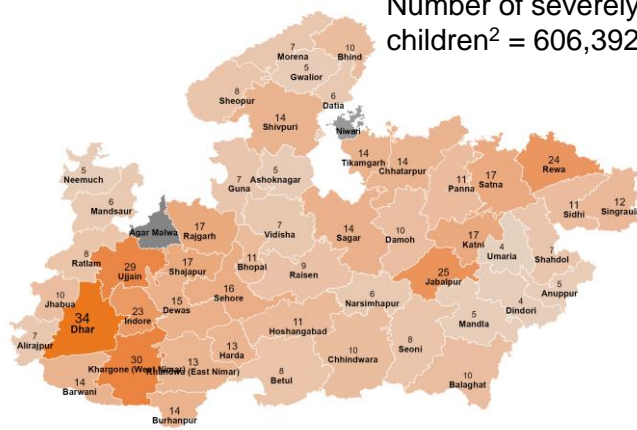 Number of severely
children² = 606,392
7
Morena
10
Bhind
5
Gwalior
8
Sheopur
6
Datia
14
Shivpuri
Niwari
14
Tikamgarh
14
Chhatarpur
24
Rewa
5
Neemuch
7
Guna
5
Ashoknagar
11
Panna
17
Satna
6
Mandsaur
11
Sidhi
12
Agar Malwa
17
Rajgarh
7
Vidisha
14
Sagar
10
Damoh
17
Katni
4
Umaria
7
Shahdol
8
Ratlam
29
Ujjain
17
Shajapur
11
Bhopal
9
Raisen
25
Jabalpur
5
Anuppur
10
Jhabua
34
Dhar
23
Indore
15
Dewas
16
Sehore
6
Narsimhapur
4
Dindori
5
Mandla
7
Alirajpur
11
Hoshangabad
30
Khargone (West Nimar)
13
Khandwa (East Nimar)
13
Harda
10
Chhindwara
8
Seoni
14
Barwani
8
Betul
10
Balaghat
14
Burhanpur